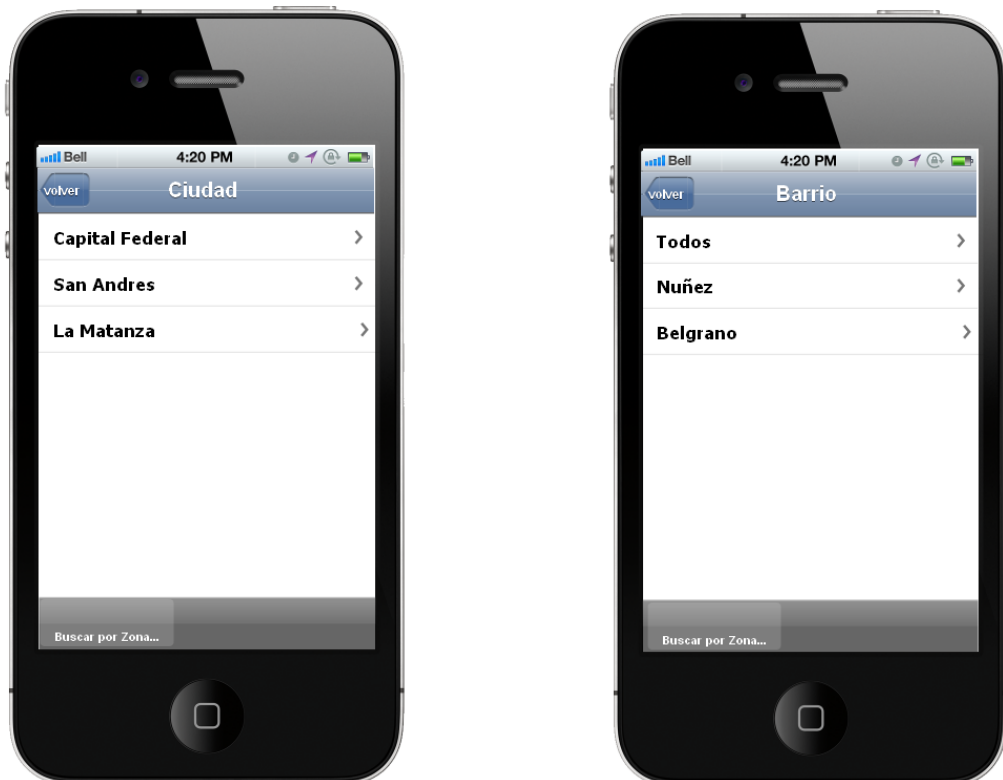 Bell 4:20 PM
volver Ciudad
Capital Federal
San Andres
La Matanza
Buscar por Zona...
Bell 4:20 PM
volver Barrio
Todos
Nuñez
Belgrano
Buscar por Zona...